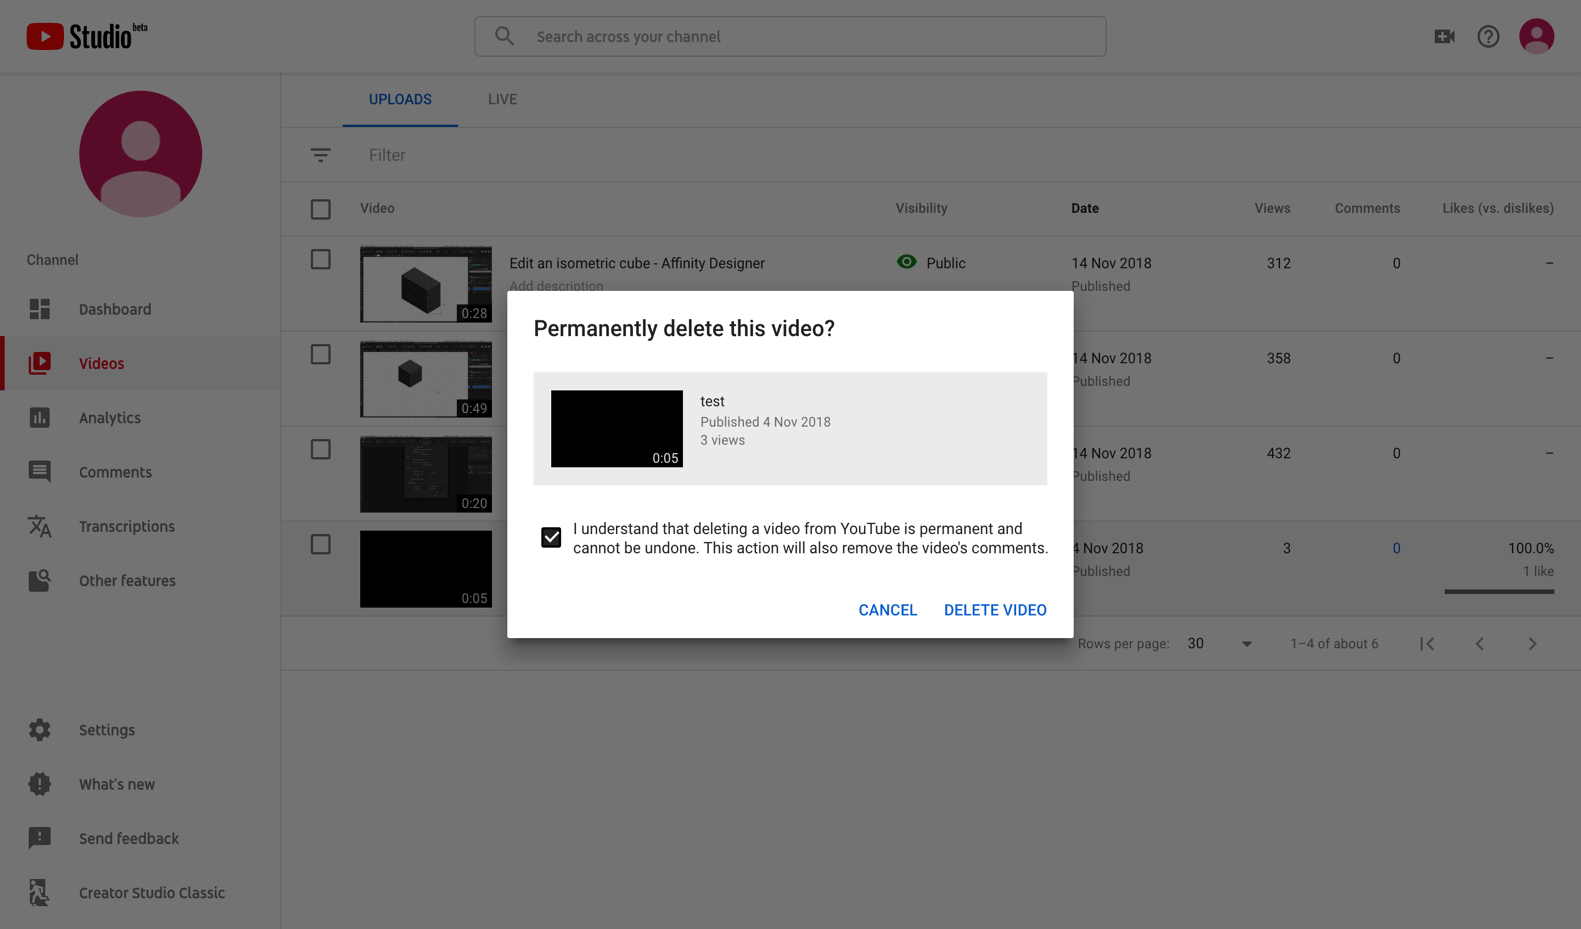 Studio beta
Search across your channel
UPLOADS LIVE
Filter
Video Visibility Date Views Comments Likes (vs. dislikes)
Channel
Dashboard
Videos
Analytics
Comments
Transcriptions
Other features
Settings
What's new
Send feedback
Creator Studio Classic
0:28 Edit an isometric cube - Affinity Designer Public 14 Nov 2018 312 0 –
Add description Published
0:49 14 Nov 2018 358 0 –
Published
0:20 14 Nov 2018 432 0 –
Published
0:05 4 Nov 2018 3 0 100.0%
Published 1 like
Rows per page: 30 1–4 of about 6
Permanently delete this video?
test
Published 4 Nov 2018
3 views
0:05
I understand that deleting a video from YouTube is permanent and
cannot be undone. This action will also remove the video's comments.
CANCEL DELETE VIDEO